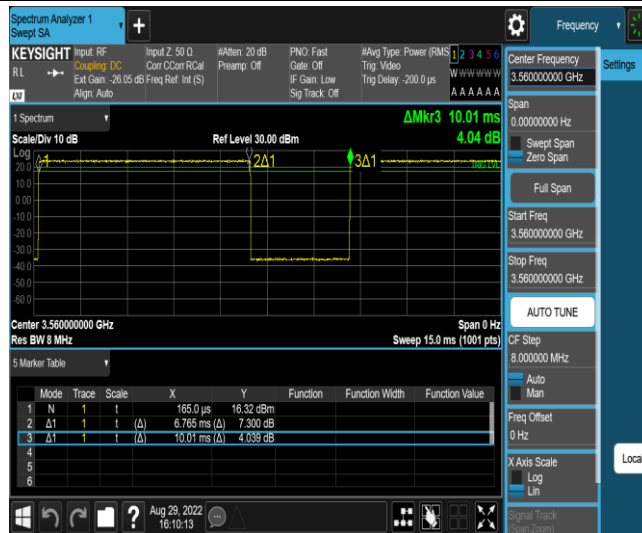 Spectrum Analyzer 1
Swept SA
Frequency
KEYSIGHT
RL
LXI
Input: RF
Coupling: DC
Ext Gain: -26.05 dB
Align: Auto
Input Z: 50 Ω
Corr CCorr RCal
Freq Ref: Int (S)
#Atten: 20 dB
Preamp: Off
PNO: Fast
Gate: Off
IF Gain: Low
Sig Track: Off
#Avg Type: Power (RMS
Trig: Video
Trig Delay: -200.0 µs
1 2 3 4 5 6
W W W W W W
A A A A A A
1 Spectrum
ΔMkr3 10.01 ms
4.04 dB
Scale/Div 10 dB
Ref Level 30.00 dBm
Log
20.0
10.0
0.00
-10.0
-20.0
-30.0
-40.0
-50.0
-60.0
1
2Δ1
3Δ1
TRIG LVL
Center 3.560000000 GHz
Span 0 Hz
Res BW 8 MHz
Sweep 15.0 ms (1001 pts)
5 Marker Table
Mode Trace Scale X Y Function Function Width Function Value
1 N 1 t 165.0 µs 16.32 dBm
2 Δ1 1 t (Δ) 6.765 ms (Δ) 7.300 dB
3 Δ1 1 t (Δ) 10.01 ms (Δ) 4.039 dB
4
5
6
Aug 29, 2022
16:10:13
Center Frequency
3.560000000 GHz
Settings
Span
0.00000000 Hz
Swept Span
Zero Span
Full Span
Start Freq
3.560000000 GHz
Stop Freq
3.560000000 GHz
AUTO TUNE
CF Step
8.000000 MHz
Auto
Man
Freq Offset
0 Hz
X Axis Scale
Log
Lin
Local
Signal Track
(Span Zoom)